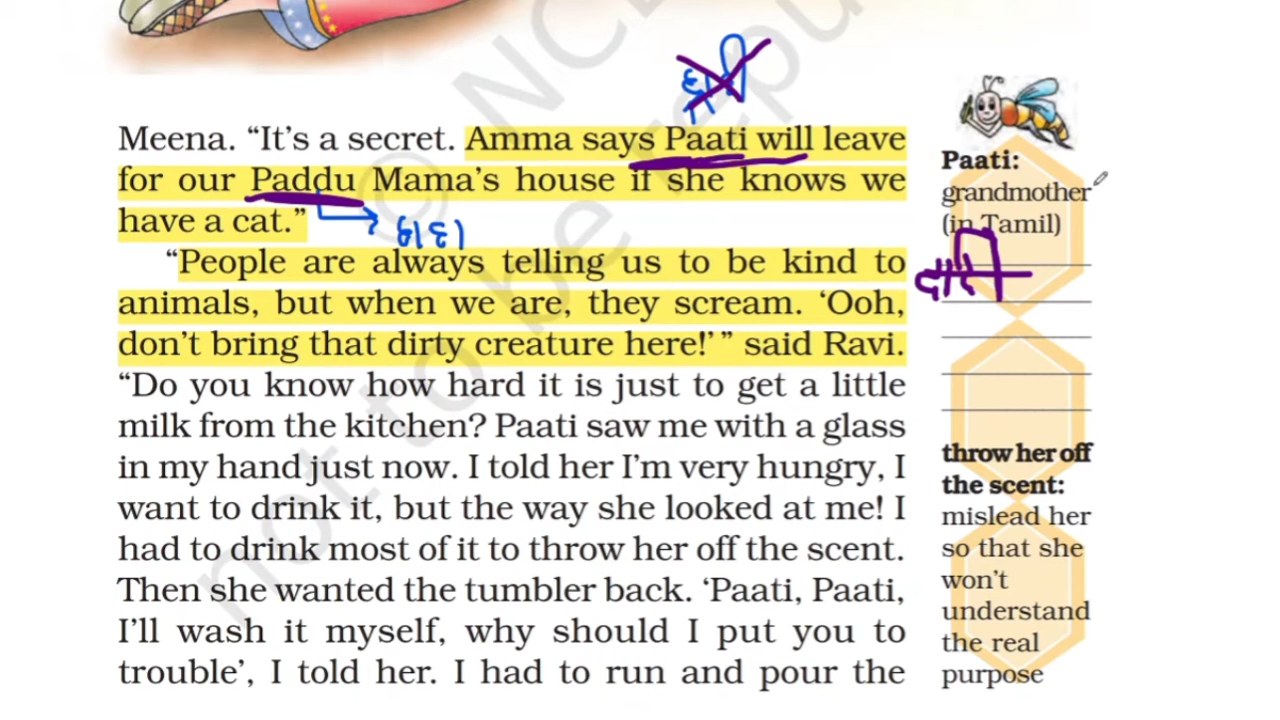 Meena. “It’s a secret. Amma says Paati will leave
for our Paddu Mama’s house if she knows we
have a cat.”
“People are always telling us to be kind to
animals, but when we are, they scream. ‘Ooh,
don’t bring that dirty creature here!’ ” said Ravi.
“Do you know how hard it is just to get a little
milk from the kitchen? Paati saw me with a glass
in my hand just now. I told her I’m very hungry, I
want to drink it, but the way she looked at me! I
had to drink most of it to throw her off the scent.
Then she wanted the tumbler back. ‘Paati, Paati,
I’ll wash it myself, why should I put you to
trouble’, I told her. I had to run and pour the
Paati:
grandmother
(in Tamil)
throw her off
the scent:
mislead her
so that she
won’t
understand
the real
purpose
not to be repu